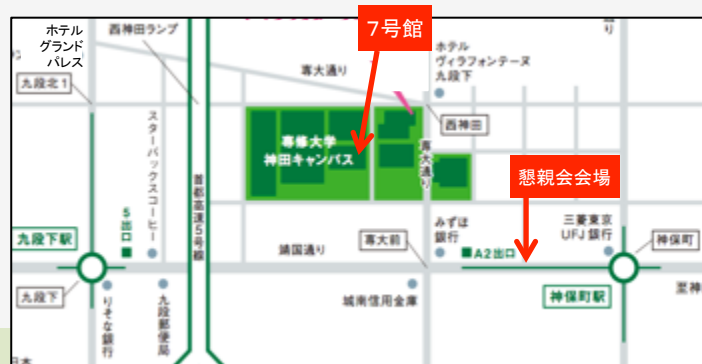 ホテル
グランド
パレス
西神田ランプ
7号館
り
九段北1
専大通り
ホテル
ヴィラフォンテーヌ
九段下
スターバックスコーヒー
首都高速5号線
専修大学
神田キャンパス
西神田
専大通り
懇親会会場
5出口
九段下駅
靖国通り
専大前
みずほ
銀行
A2出口
三菱東京
UFJ銀行
神保町
九段下
りそな銀行
九段郵便局
城南信用金庫
神保町駅
至神
日本